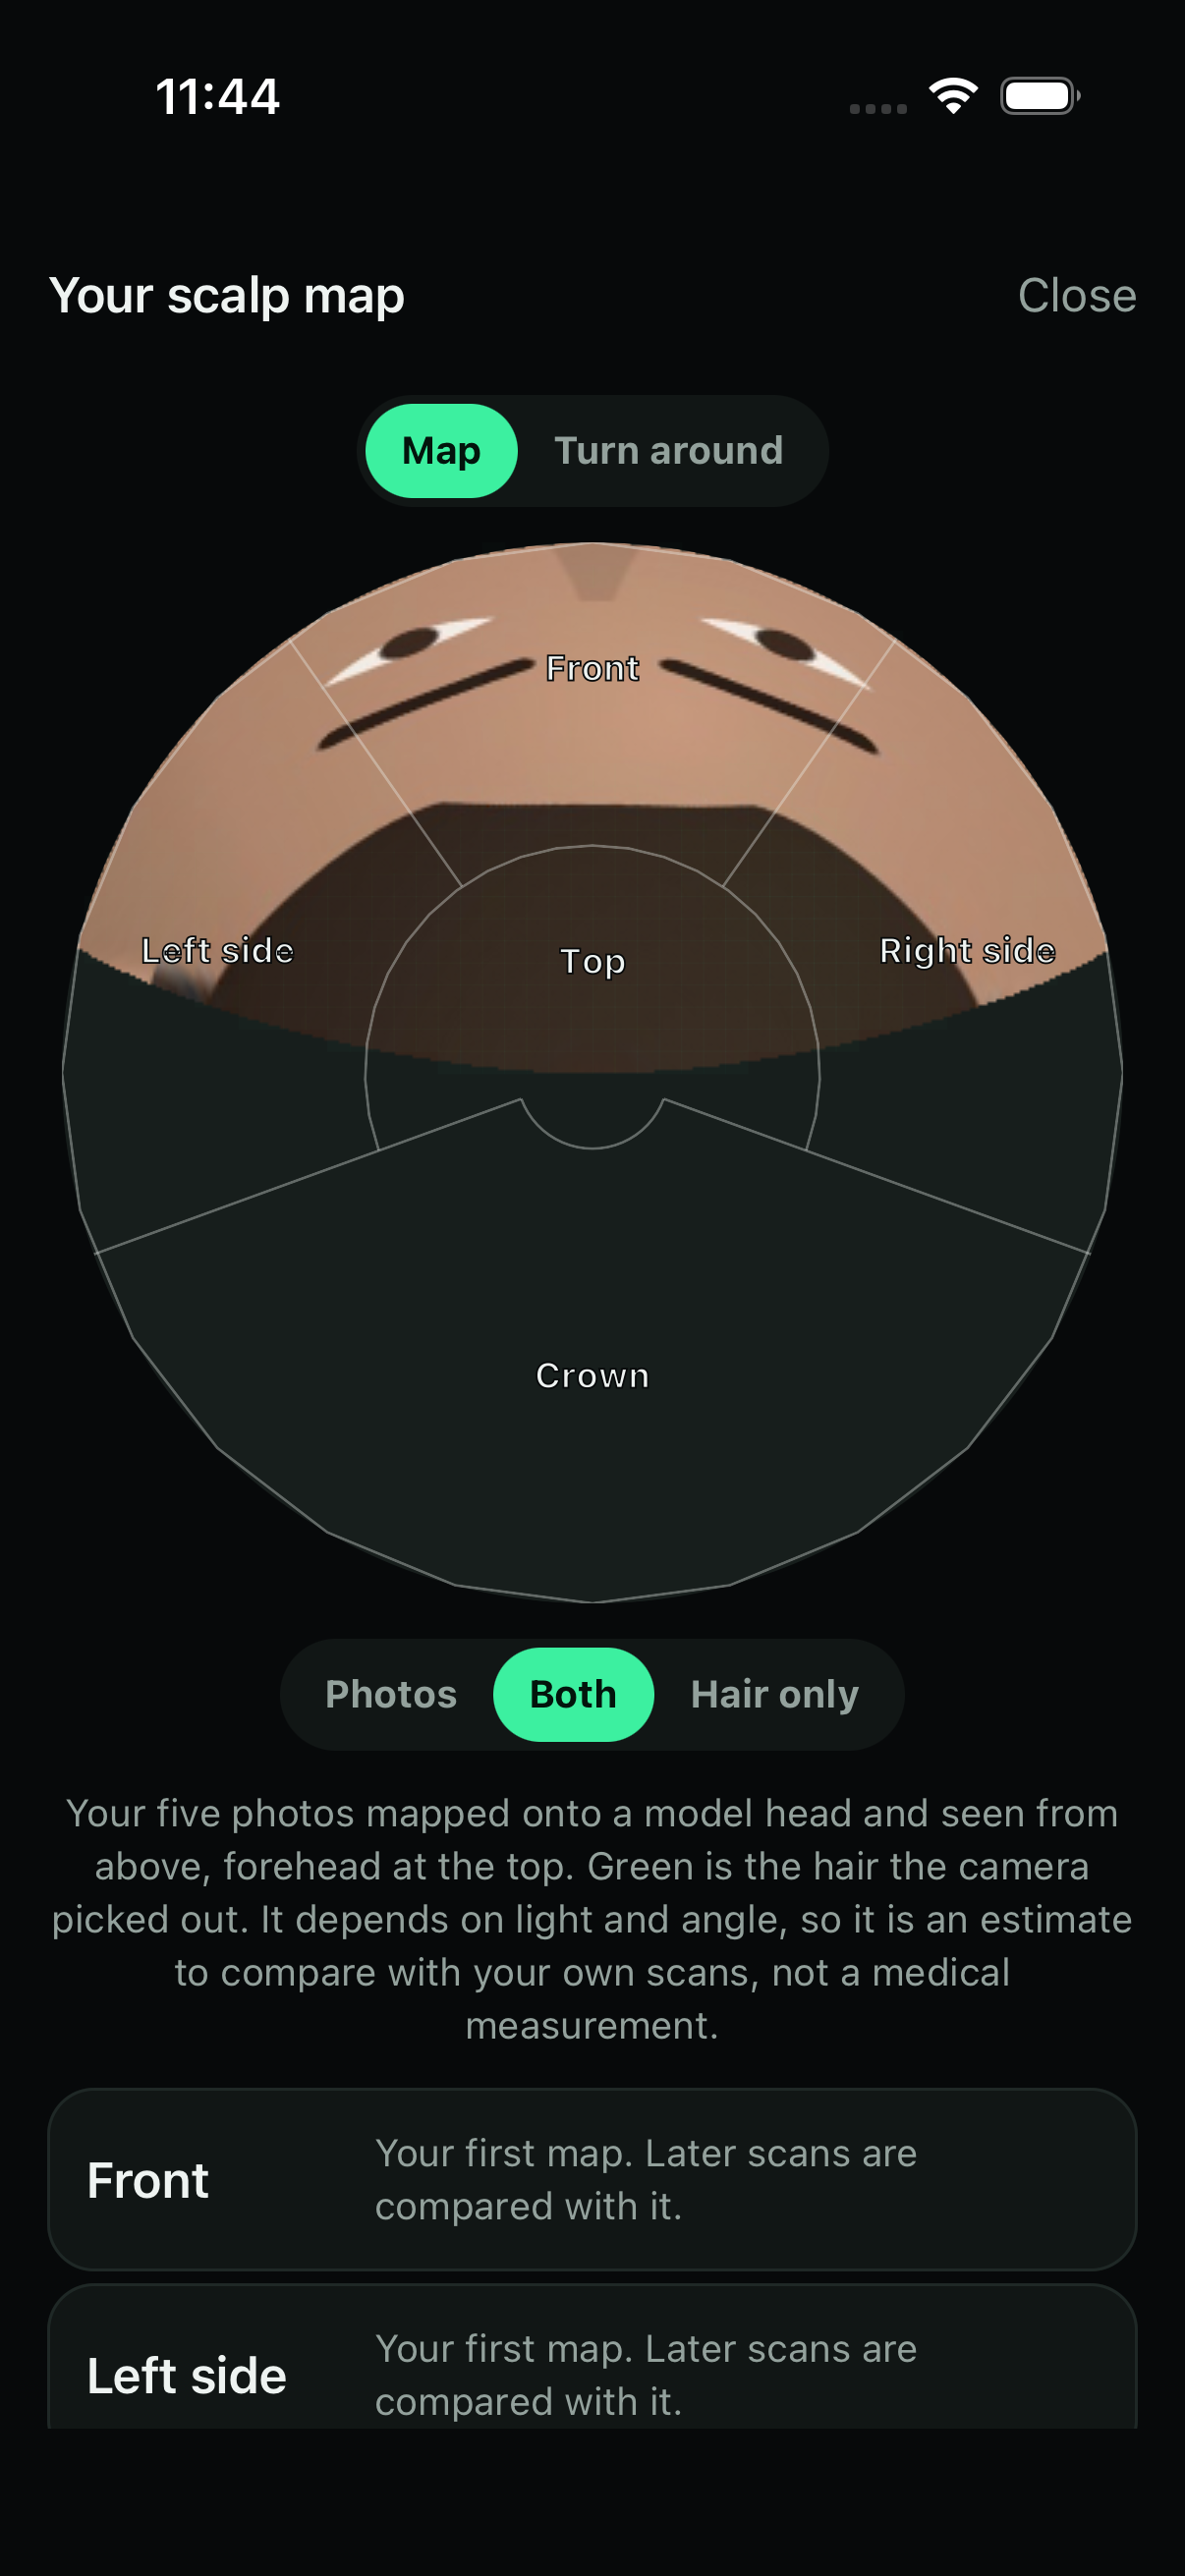 11:44
Your scalp map
Close
Map
Turn around
Front
Left side
Top
Right side
Crown
Photos
Both
Hair only
Your five photos mapped onto a model head and seen from
above, forehead at the top. Green is the hair the camera
picked out. It depends on light and angle, so it is an estimate
to compare with your own scans, not a medical
measurement.
Front
Your first map. Later scans are
compared with it.
Left side
Your first map. Later scans are
compared with it.